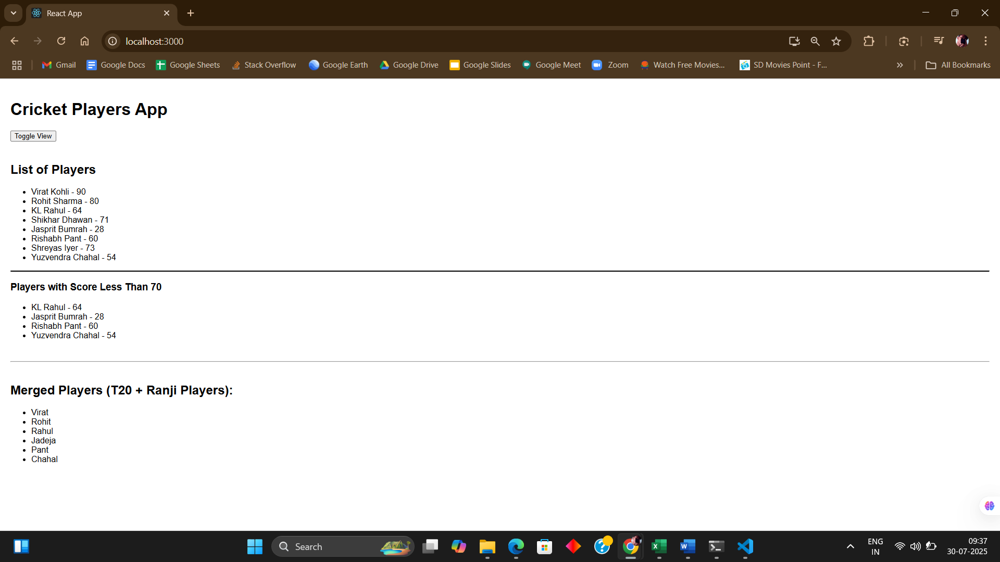 React App
localhost:3000
Gmail
Google Docs
Google Sheets
Stack Overflow
Google Earth
Google Drive
Google Slides
Google Meet
Zoom
Watch Free Movies...
SD Movies Point - F...
All Bookmarks
Cricket Players App
Toggle View
List of Players
Virat Kohli - 90
Rohit Sharma - 80
KL Rahul - 64
Shikhar Dhawan - 71
Jasprit Bumrah - 28
Rishabh Pant - 60
Shreyas Iyer - 73
Yuzvendra Chahal - 54
Players with Score Less Than 70
KL Rahul - 64
Jasprit Bumrah - 28
Rishabh Pant - 60
Yuzvendra Chahal - 54
Merged Players (T20 + Ranji Players):
Virat
Rohit
Rahul
Jadeja
Pant
Chahal
Search
ENG
IN
09:37
30-07-2025